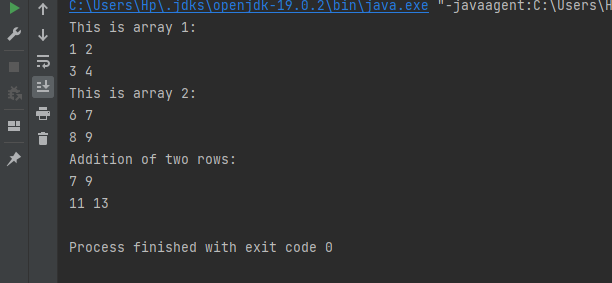 C:\Users\Hp\.jdks\openjdk-19.0.2\bin\java.exe "-javaagent:C:\Users\H
This is array 1:
1 2
3 4
This is array 2:
6 7
8 9
Addition of two rows:
7 9
11 13
Process finished with exit code 0